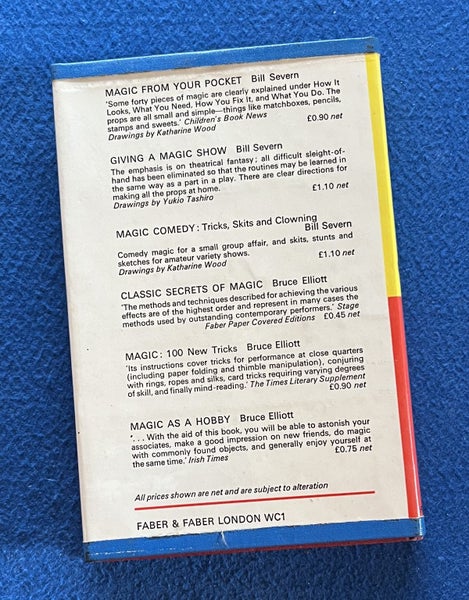 MAGIC FROM YOUR POCKET Bill Severn
'Some forty pieces of magic are clearly explained under How It
Looks, What You Need, How You Fix It, and What You Do. The
props are all small and simple—things like matchboxes, pencils,
stamps and sweets.' Children's Book News
Drawings by Katharine Wood £0.90 net
GIVING A MAGIC SHOW Bill Severn
The emphasis is on theatrical fantasy; all difficult sleight-of-
hand has been eliminated so that the routines may be learned in
the same way as a part in a play. There are clear directions for
making all the props at home. £1.10 net
Drawings by Yukio Tashiro
MAGIC COMEDY: Tricks, Skits and Clowning
Bill Severn
Comedy magic for a small group affair, and skits, stunts and
sketches for amateur variety shows. £1.10 net
Drawings by Katharine Wood
CLASSIC SECRETS OF MAGIC Bruce Elliott
'The methods and techniques described for achieving the various
effects are of the highest order and represent in many cases the
methods used by outstanding contemporary performers.' Stage
Faber Paper Covered Editions £0.45 net
MAGIC: 100 New Tricks Bruce Elliott
'Its instructions cover tricks for performance at close quarters
(including paper folding and thimble manipulation), conjuring
with rings, ropes and silks, card tricks requiring varying degrees
of skill, and finally mind-reading.' The Times Literary Supplement
£0.90 net
MAGIC AS A HOBBY Bruce Elliott
'. . . With the aid of this book, you will be able to astonish your
associates, make a good impression on new friends, do magic
with commonly found objects, and generally enjoy yourself at
the same time.' Irish Times £0.75 net
All prices shown are net and are subject to alteration
FABER & FABER LONDON WC1